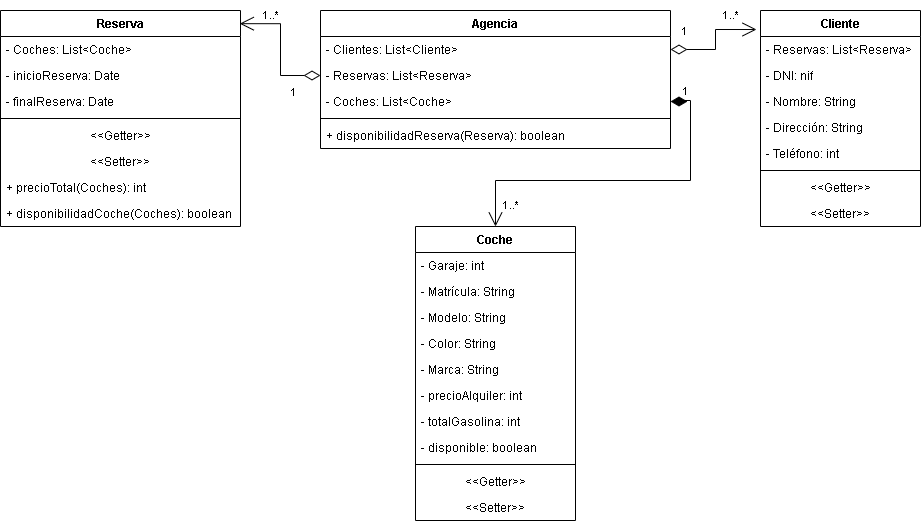 Reserva
- Coches: List<Coche>
- inicioReserva: Date
- finalReserva: Date
<<Getter>>
<<Setter>>
+ precioTotal(Coches): int
+ disponibilidadCoche(Coches): boolean
1..*
1
Agencia
- Clientes: List<Cliente>
- Reservas: List<Reserva>
- Coches: List<Coche>
+ disponibilidadReserva(Reserva): boolean
1
1..*
1
1..*
Cliente
- Reservas: List<Reserva>
- DNI: nif
- Nombre: String
- Dirección: String
- Teléfono: int
<<Getter>>
<<Setter>>
Coche
- Garaje: int
- Matrícula: String
- Modelo: String
- Color: String
- Marca: String
- precioAlquiler: int
- totalGasolina: int
- disponible: boolean
<<Getter>>
<<Setter>>